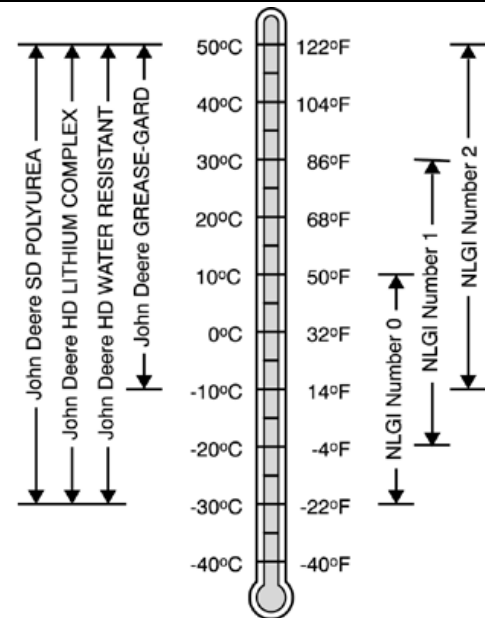 John Deere SD POLYUREA
John Deere HD LITHIUM COMPLEX
John Deere HD WATER RESISTANT
John Deere GREASE-GARD
50ºC 122ºF
40ºC 104ºF
30ºC 86ºF
20ºC 68ºF
10ºC 50ºF
0ºC 32ºF
-10ºC 14ºF
-20ºC -4ºF
-30ºC -22ºF
-40ºC -40ºF
NLGI Number 0
NLGI Number 1
NLGI Number 2